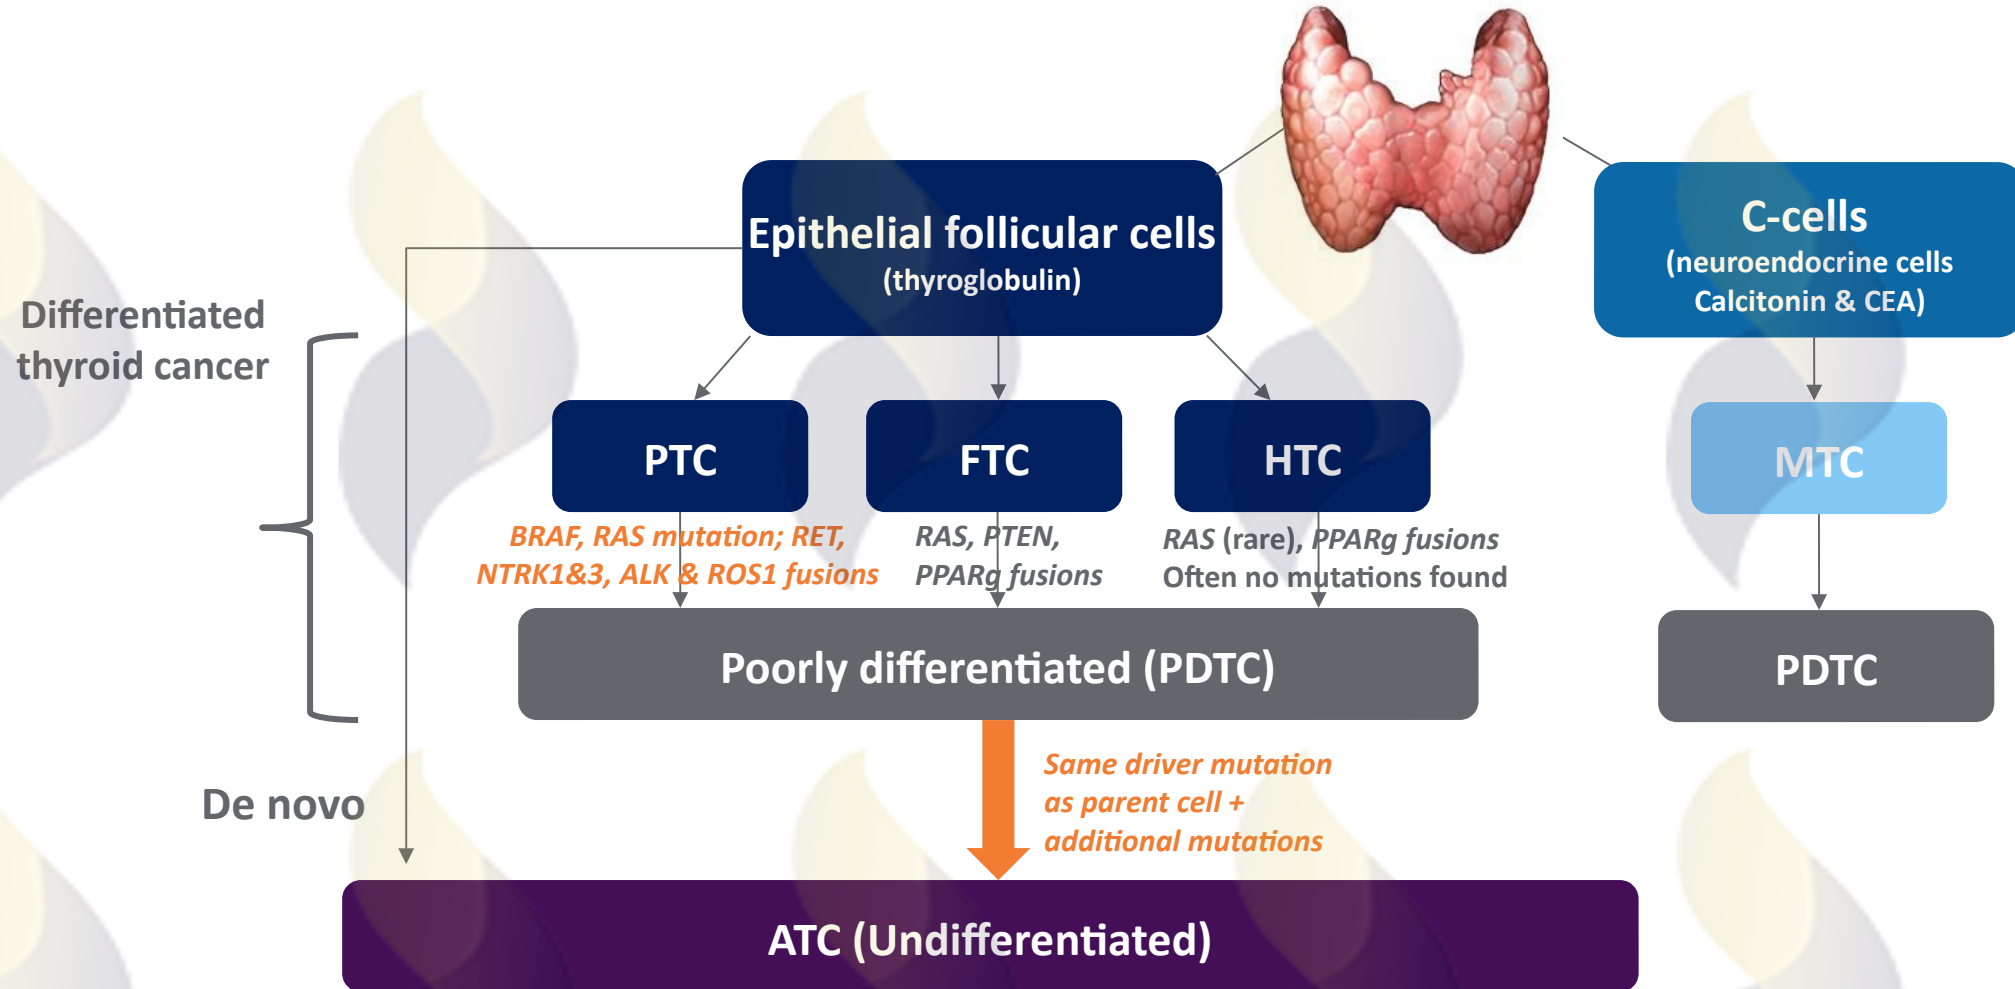 Epithelial follicular cells
(thyroglobulin)
C-cells
(neuroendocrine cells
Calcitonin & CEA)
Differentiated
thyroid cancer
PTC
FTC
HTC
MTC
BRAF, RAS mutation; RET,
NTRK1&3, ALK & ROS1 fusions
RAS, PTEN,
PPARg fusions
RAS (rare), PPARg fusions
Often no mutations found
Poorly differentiated (PDTC)
PDTC
Same driver mutation
as parent cell +
additional mutations
De novo
ATC (Undifferentiated)